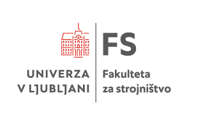 FS
UNIVERZA
V LJUBLJANI
Fakulteta
za strojništvo